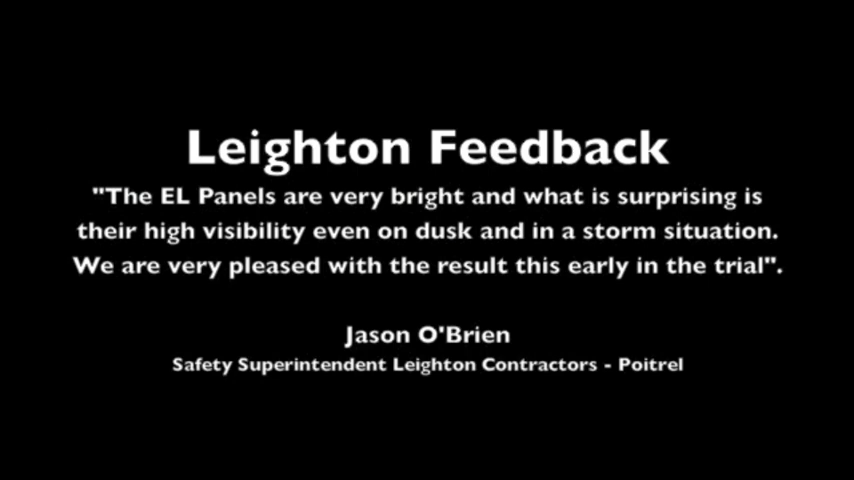 Leighton Feedback
"The EL Panels are very bright and what is surprising is
their high visibility even on dusk and in a storm situation.
We are very pleased with the result this early in the trial".
Jason O'Brien
Safety Superintendent Leighton Contractors - Poitrel